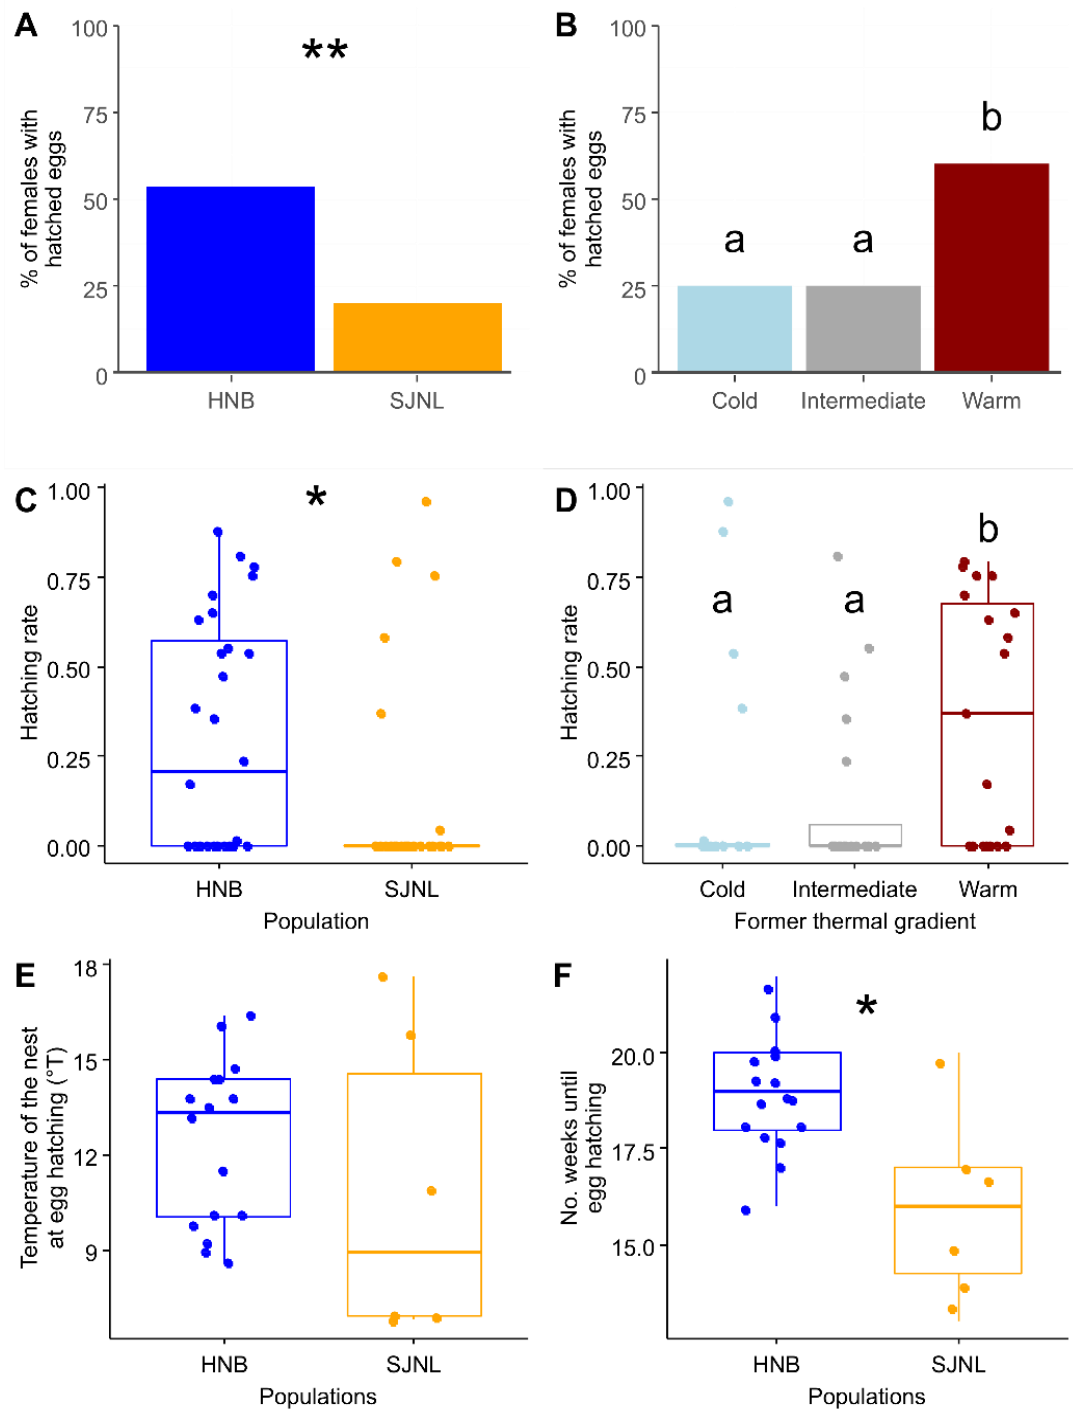 A
**
100
75
50
25
0
% of females with
hatched eggs
HNB
SJNL
B
100
75
50
25
0
% of females with
hatched eggs
a
a
b
Cold
Intermediate
Warm
C
*
1.00
0.75
0.50
0.25
0.00
Hatching rate
HNB
SJNL
Population
D
1.00
0.75
0.50
0.25
0.00
Hatching rate
a
a
b
Cold
Intermediate
Warm
Former thermal gradient
E
18
15
12
9
Temperature of the nest
at egg hatching (°T)
HNB
SJNL
Populations
F
*
20.0
17.5
15.0
No. weeks until
egg hatching
HNB
SJNL
Populations